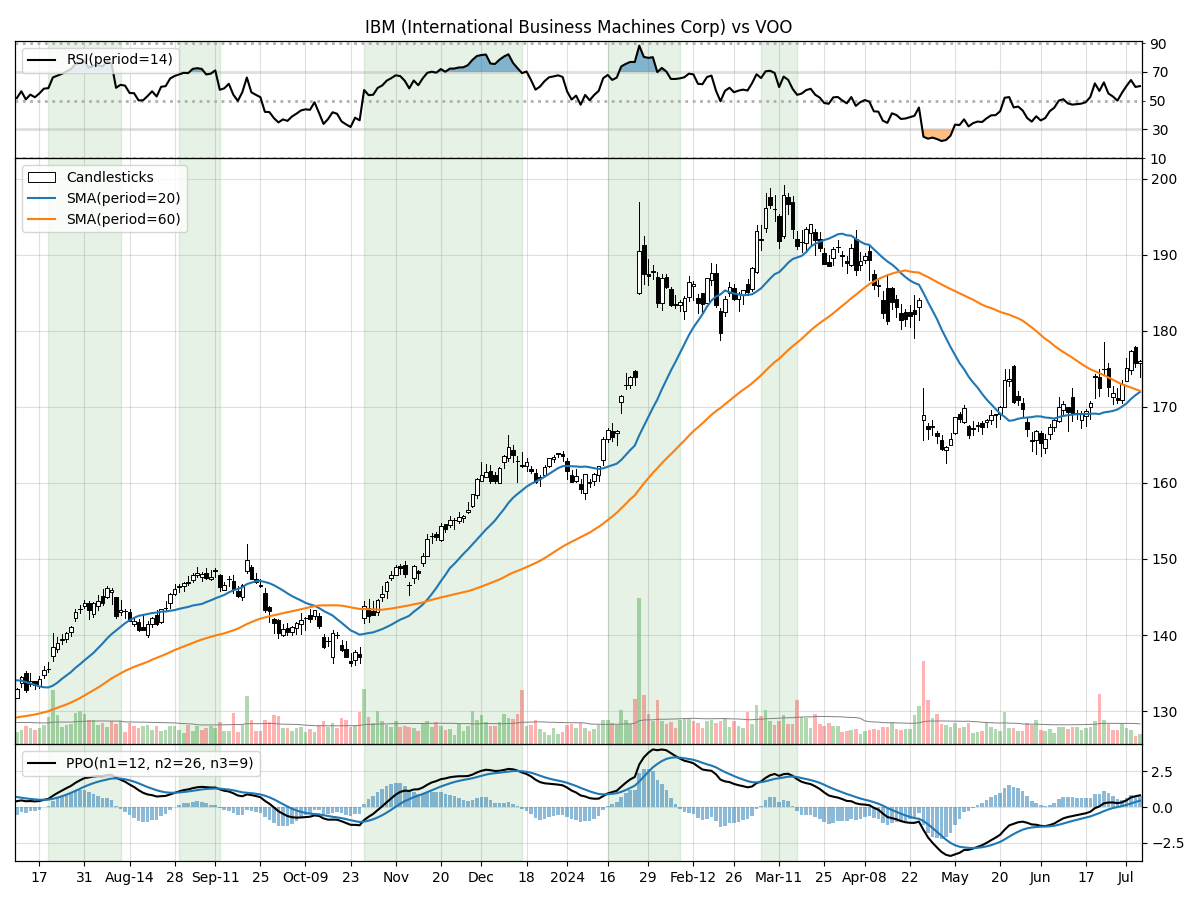 IBM (International Business Machines Corp) vs VOO
RSI(period=14)
90
70
50
30
10
Candlesticks
SMA(period=20)
SMA(period=60)
200
190
180
170
160
150
140
130
PPO(n1=12, n2=26, n3=9)
2.5
0.0
−2.5
17 31 Aug-14 28 Sep-11 25 Oct-09 23 Nov 20 Dec 18 2024 16 29 Feb-12 26 Mar-11 25 Apr-08 22 May 20 Jun 17 Jul